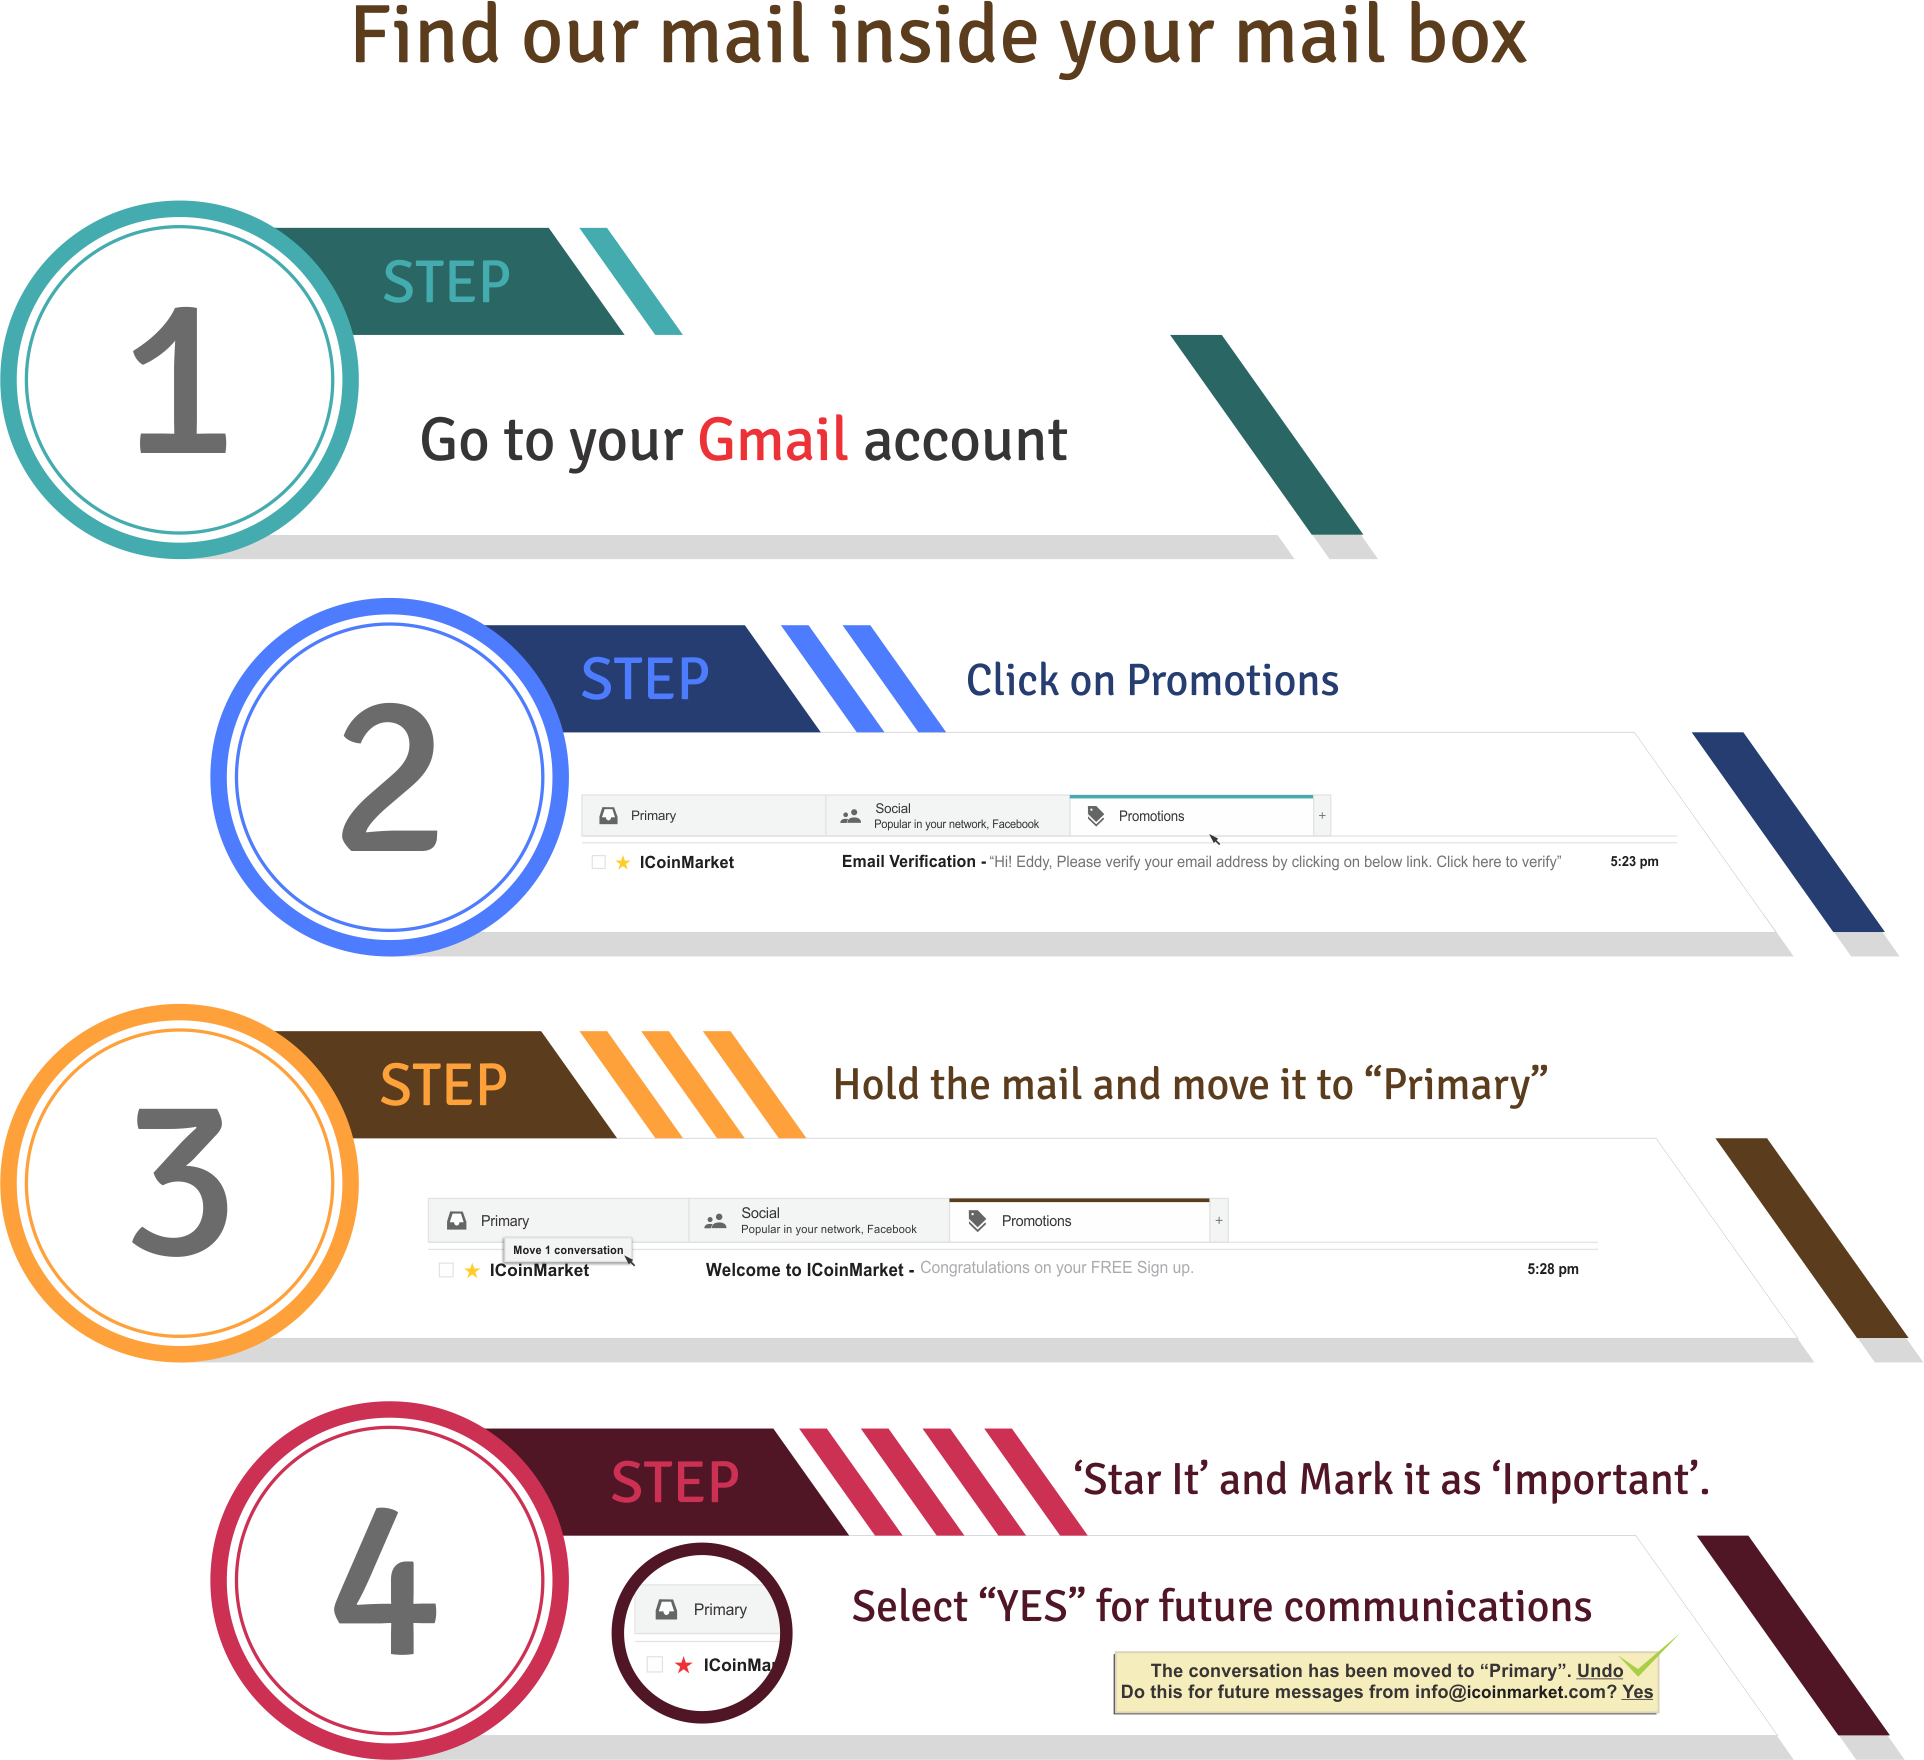 Find our mail inside your mail box
1
STEP
Go to your Gmail account
2
STEP
Click on Promotions
Primary
Social
Popular in your network, Facebook
Promotions
+
ICoinMarket
Email Verification - “Hi! Eddy, Please verify your email address by clicking on below link. Click here to verify”
5:23 pm
3
STEP
Hold the mail and move it to “Primary”
Primary
Social
Popular in your network, Facebook
Promotions
+
Move 1 conversation
ICoinMarket
Welcome to ICoinMarket - Congratulations on your FREE Sign up.
5:28 pm
4
STEP
‘Star It’ and Mark it as ‘Important’.
Primary
ICoinMar
Select “YES” for future communications
The conversation has been moved to “Primary”. Undo
Do this for future messages from info@icoinmarket.com? Yes